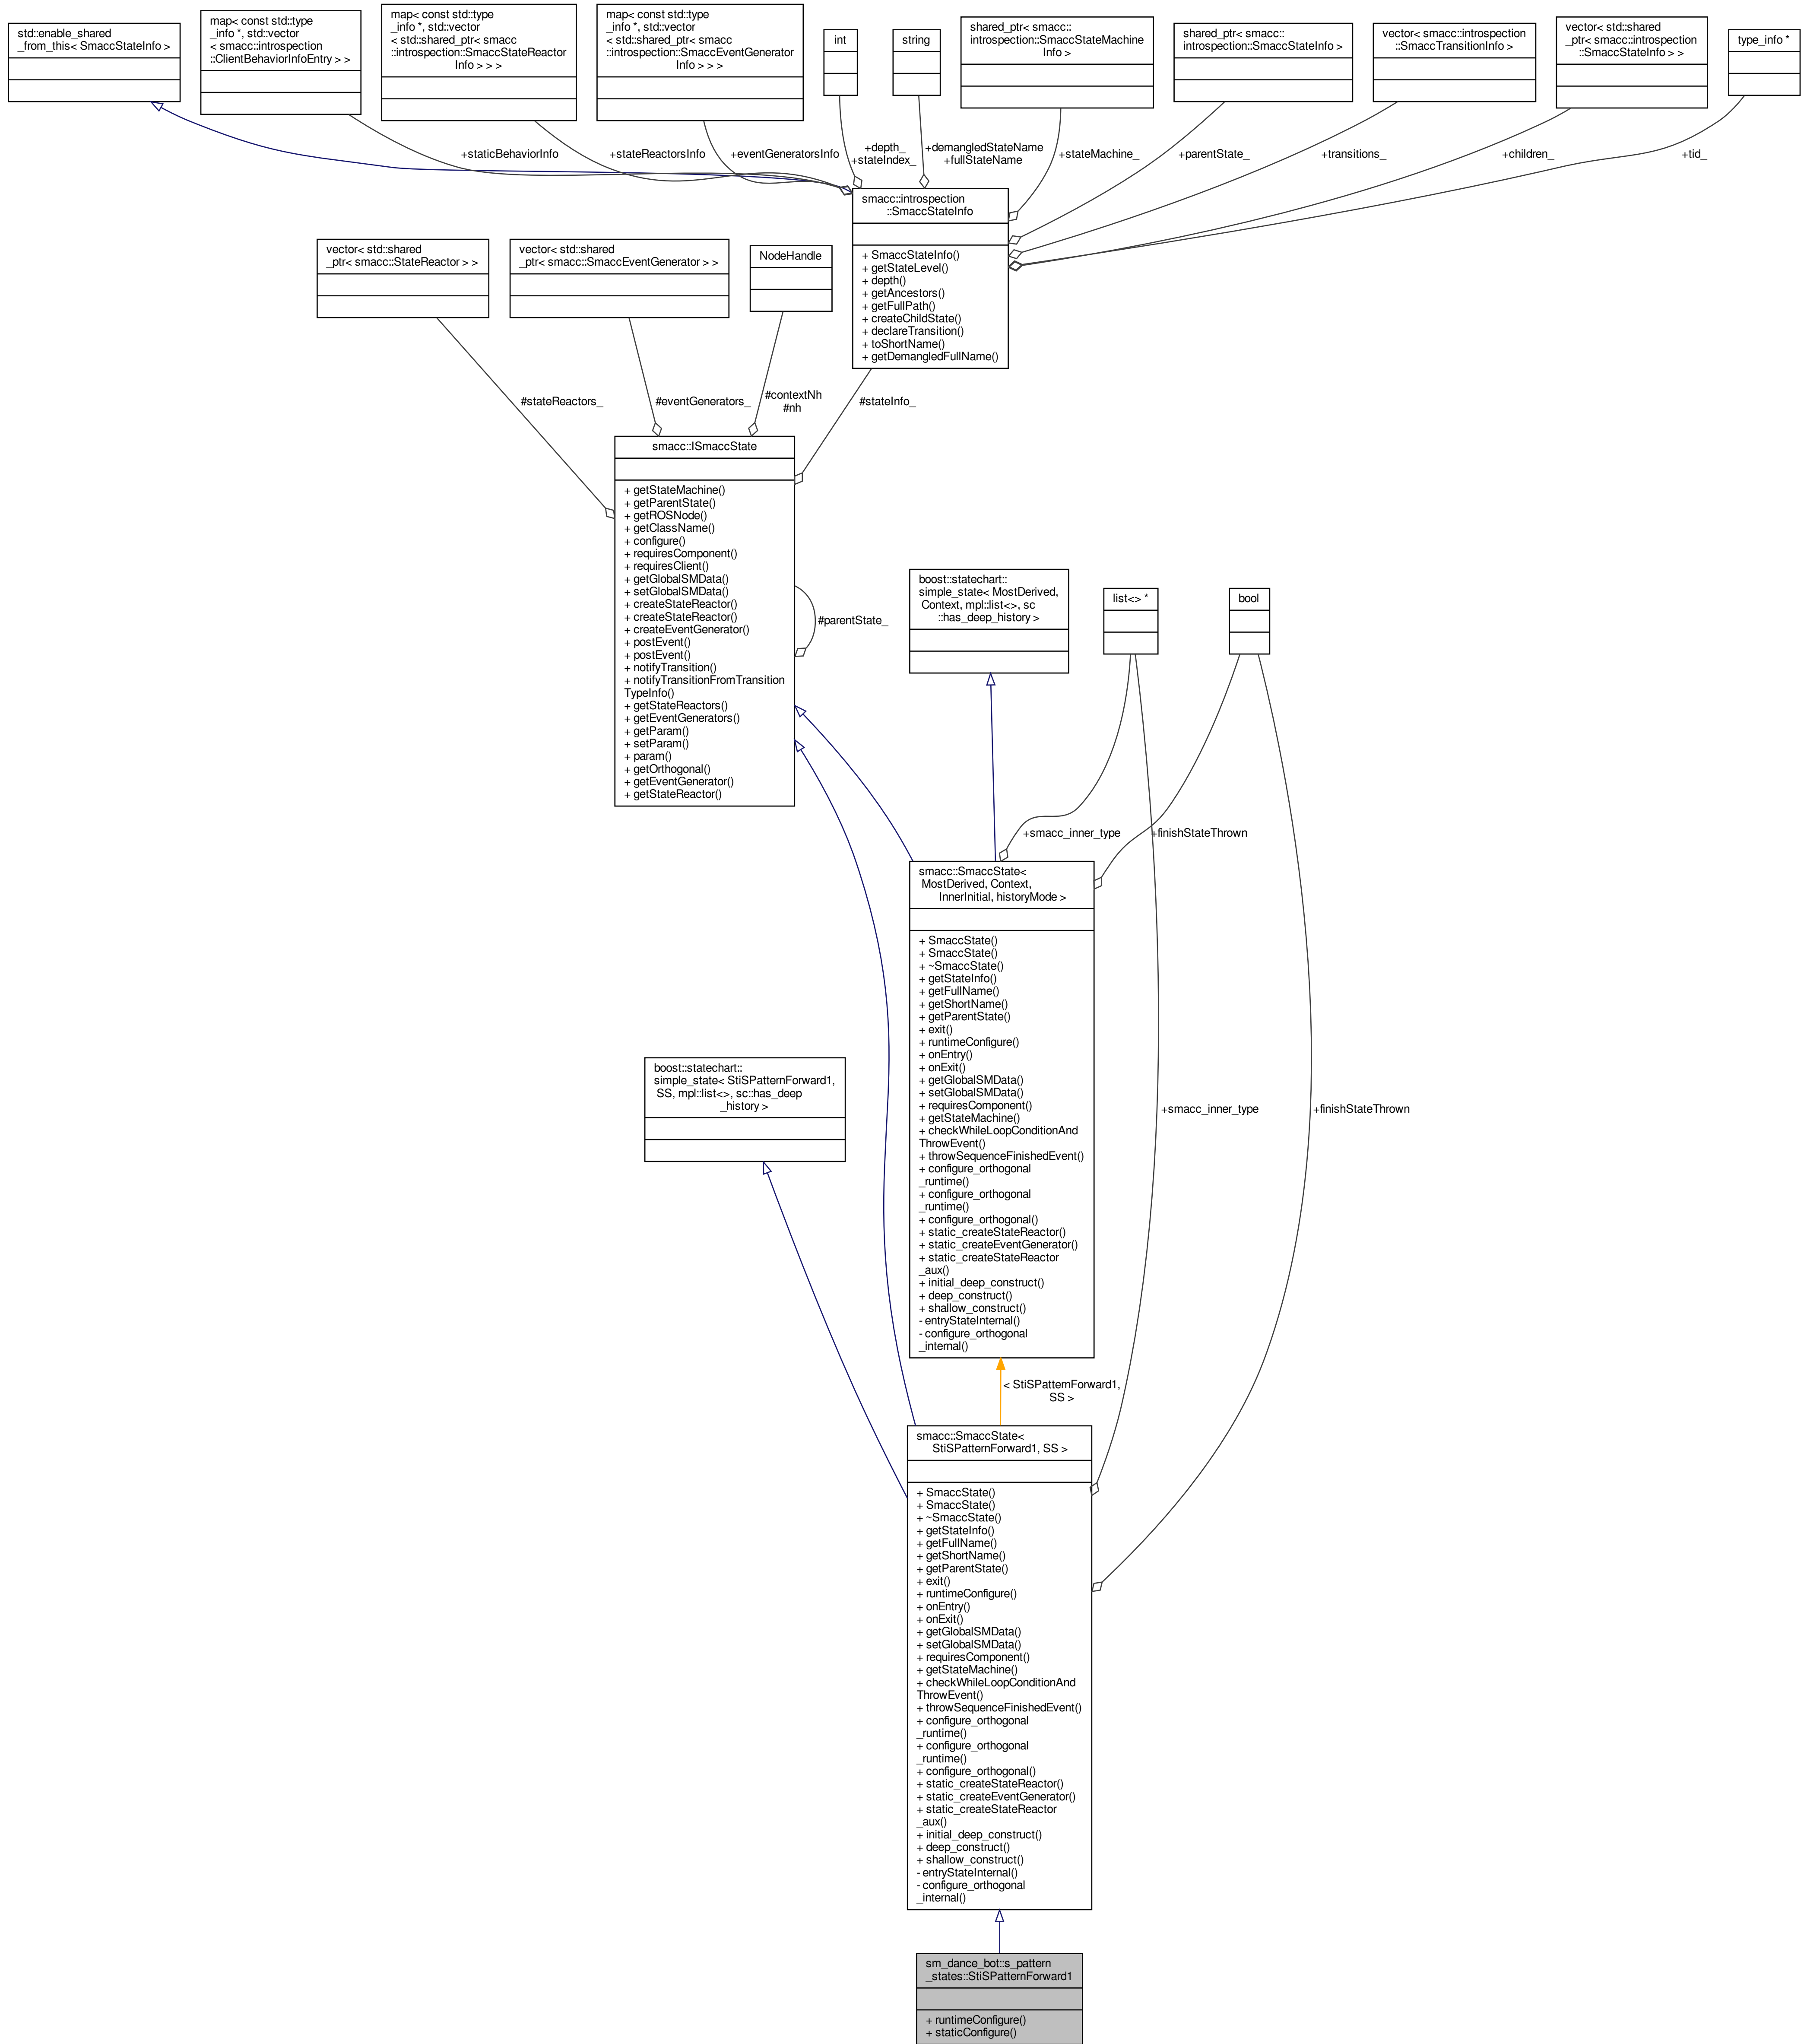 std::enable_shared
_from_this< SmaccStateInfo >
map< const std::type
_info *, std::vector
< smacc::introspection
::ClientBehaviorInfoEntry > >
map< const std::type
_info *, std::vector
< std::shared_ptr< smacc
::introspection::SmaccStateReactor
Info > > >
map< const std::type
_info *, std::vector
< std::shared_ptr< smacc
::introspection::SmaccEventGenerator
Info > > >
int
string
shared_ptr< smacc::
introspection::SmaccStateMachine
Info >
shared_ptr< smacc::
introspection::SmaccStateInfo >
vector< smacc::introspection
::SmaccTransitionInfo >
vector< std::shared
_ptr< smacc::introspection
::SmaccStateInfo > >
type_info *
+staticBehaviorInfo
+stateReactorsInfo
+eventGeneratorsInfo
+depth_
+stateIndex_
+demangledStateName
+fullStateName
+stateMachine_
+parentState_
+transitions_
+children_
+tid_
smacc::introspection
::SmaccStateInfo
+ SmaccStateInfo()
+ getStateLevel()
+ depth()
+ getAncestors()
+ getFullPath()
+ createChildState()
+ declareTransition()
+ toShortName()
+ getDemangledFullName()
vector< std::shared
_ptr< smacc::StateReactor > >
vector< std::shared
_ptr< smacc::SmaccEventGenerator > >
NodeHandle
#stateReactors_
#eventGenerators_
#contextNh
#nh
#stateInfo_
smacc::ISmaccState
+ getStateMachine()
+ getParentState()
+ getROSNode()
+ getClassName()
+ configure()
+ requiresComponent()
+ requiresClient()
+ getGlobalSMData()
+ setGlobalSMData()
+ createStateReactor()
+ createStateReactor()
+ createEventGenerator()
+ postEvent()
+ postEvent()
+ notifyTransition()
+ notifyTransitionFromTransition
TypeInfo()
+ getStateReactors()
+ getEventGenerators()
+ getParam()
+ setParam()
+ param()
+ getOrthogonal()
+ getEventGenerator()
+ getStateReactor()
#parentState_
boost::statechart::
simple_state< MostDerived,
Context, mpl::list<>, sc
::has_deep_history >
list<> *
bool
+smacc_inner_type
+finishStateThrown
smacc::SmaccState<
MostDerived, Context,
InnerInitial, historyMode >
+ SmaccState()
+ SmaccState()
+ ~SmaccState()
+ getStateInfo()
+ getFullName()
+ getShortName()
+ getParentState()
+ exit()
+ runtimeConfigure()
+ onEntry()
+ onExit()
+ getGlobalSMData()
+ setGlobalSMData()
+ requiresComponent()
+ getStateMachine()
+ checkWhileLoopConditionAnd
ThrowEvent()
+ throwSequenceFinishedEvent()
+ configure_orthogonal
_runtime()
+ configure_orthogonal
_runtime()
+ configure_orthogonal()
+ static_createStateReactor()
+ static_createEventGenerator()
+ static_createStateReactor
_aux()
+ initial_deep_construct()
+ deep_construct()
+ shallow_construct()
- entryStateInternal()
- configure_orthogonal
_internal()
boost::statechart::
simple_state< StiSPatternForward1,
SS, mpl::list<>, sc::has_deep
_history >
+smacc_inner_type
+finishStateThrown
< StiSPatternForward1,
SS >
smacc::SmaccState<
StiSPatternForward1, SS >
+ SmaccState()
+ SmaccState()
+ ~SmaccState()
+ getStateInfo()
+ getFullName()
+ getShortName()
+ getParentState()
+ exit()
+ runtimeConfigure()
+ onEntry()
+ onExit()
+ getGlobalSMData()
+ setGlobalSMData()
+ requiresComponent()
+ getStateMachine()
+ checkWhileLoopConditionAnd
ThrowEvent()
+ throwSequenceFinishedEvent()
+ configure_orthogonal
_runtime()
+ configure_orthogonal
_runtime()
+ configure_orthogonal()
+ static_createStateReactor()
+ static_createEventGenerator()
+ static_createStateReactor
_aux()
+ initial_deep_construct()
+ deep_construct()
+ shallow_construct()
- entryStateInternal()
- configure_orthogonal
_internal()
sm_dance_bot::s_pattern
_states::StiSPatternForward1
+ runtimeConfigure()
+ staticConfigure()